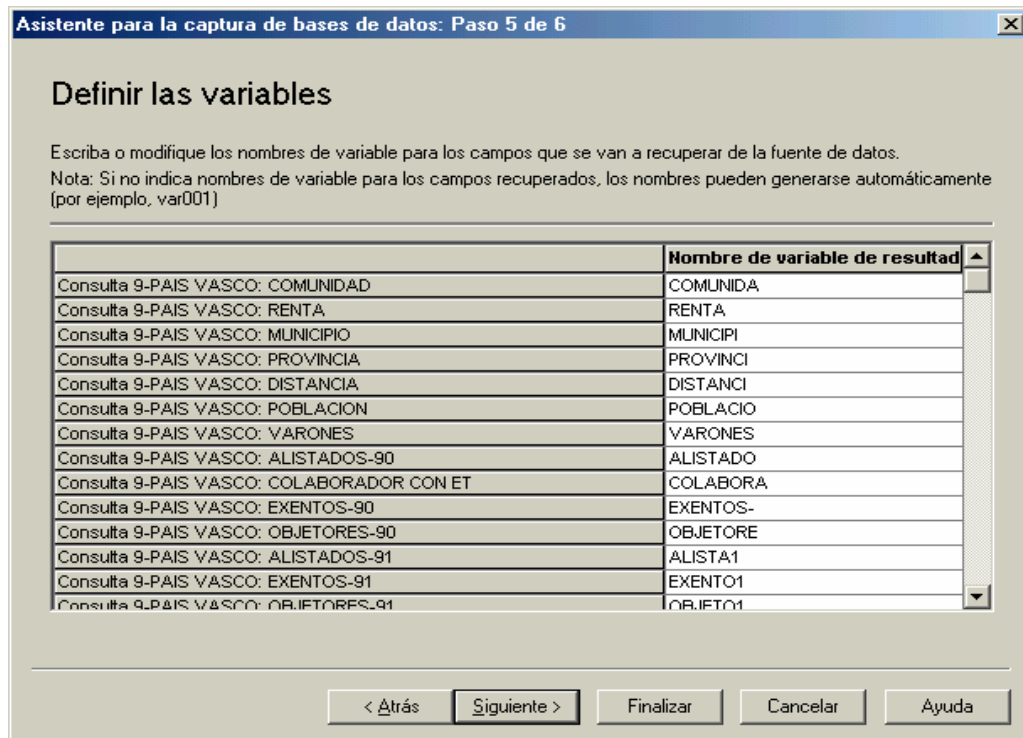 Asistente para la captura de bases de datos: Paso 5 de 6
Definir las variables
Escriba o modifique los nombres de variable para los campos que se van a recuperar de la fuente de datos.
Nota: Si no indica nombres de variable para los campos recuperados, los nombres pueden generarse automáticamente
(por ejemplo, var001)
Nombre de variable de resultad
Consulta 9-PAIS VASCO: COMUNIDAD COMUNIDA
Consulta 9-PAIS VASCO: RENTA RENTA
Consulta 9-PAIS VASCO: MUNICIPIO MUNICIPI
Consulta 9-PAIS VASCO: PROVINCIA PROVINCI
Consulta 9-PAIS VASCO: DISTANCIA DISTANCI
Consulta 9-PAIS VASCO: POBLACION POBLACIO
Consulta 9-PAIS VASCO: VARONES VARONES
Consulta 9-PAIS VASCO: ALISTADOS-90 ALISTADO
Consulta 9-PAIS VASCO: COLABORADOR CON ET COLABORA
Consulta 9-PAIS VASCO: EXENTOS-90 EXENTOS-
Consulta 9-PAIS VASCO: OBJETORES-90 OBJETORE
Consulta 9-PAIS VASCO: ALISTADOS-91 ALISTA1
Consulta 9-PAIS VASCO: EXENTOS-91 EXENTO1
Consulta 9-PAIS VASCO: OBJETORES-91 OBJETO1
< Atrás Siguiente > Finalizar Cancelar Ayuda